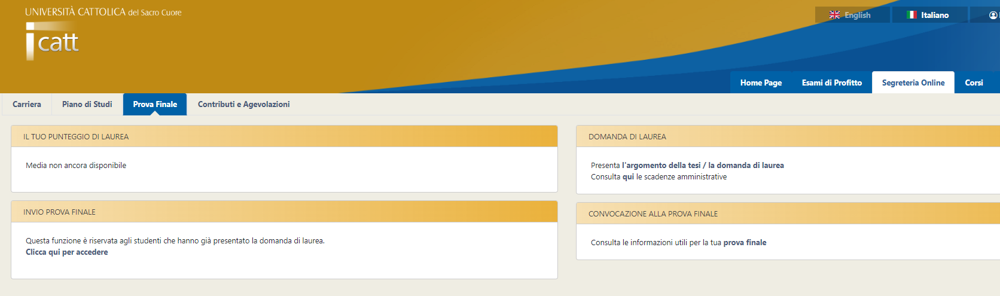 UNIVERSITÀ CATTOLICA del Sacro Cuore
icatt
English
Italiano
Home Page
Esami di Profitto
Segreteria Online
Corsi
Carriera
Piano di Studi
Prova Finale
Contributi e Agevolazioni
IL TUO PUNTEGGIO DI LAUREA
Media non ancora disponibile
DOMANDA DI LAUREA
Presenta l'argomento della tesi / la domanda di laurea
Consulta qui le scadenze amministrative
INVIO PROVA FINALE
Questa funzione è riservata agli studenti che hanno già presentato la domanda di laurea.
Clicca qui per accedere
CONVOCAZIONE ALLA PROVA FINALE
Consulta le informazioni utili per la tua prova finale